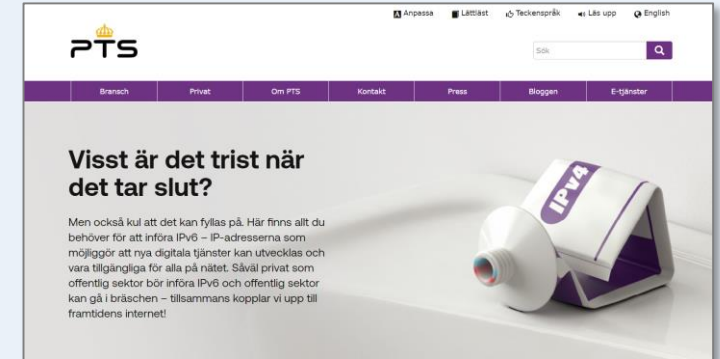 Anpassa Lättläst Teckenspråk Läs upp English
PTS
Sök
Bransch Privat Om PTS Kontakt Press Bloggen E-tjänster
Visst är det trist när
det tar slut?
Men också kul att det kan fyllas på. Här finns allt du
behöver för att införa IPv6 – IP-adresserna som
möjliggör att nya digitala tjänster kan utvecklas och
vara tillgängliga för alla på nätet. Såväl privat som
offentlig sektor bör införa IPv6 och offentlig sektor
kan gå i bräschen – tillsammans kopplar vi upp till
framtidens internet!
IPv4